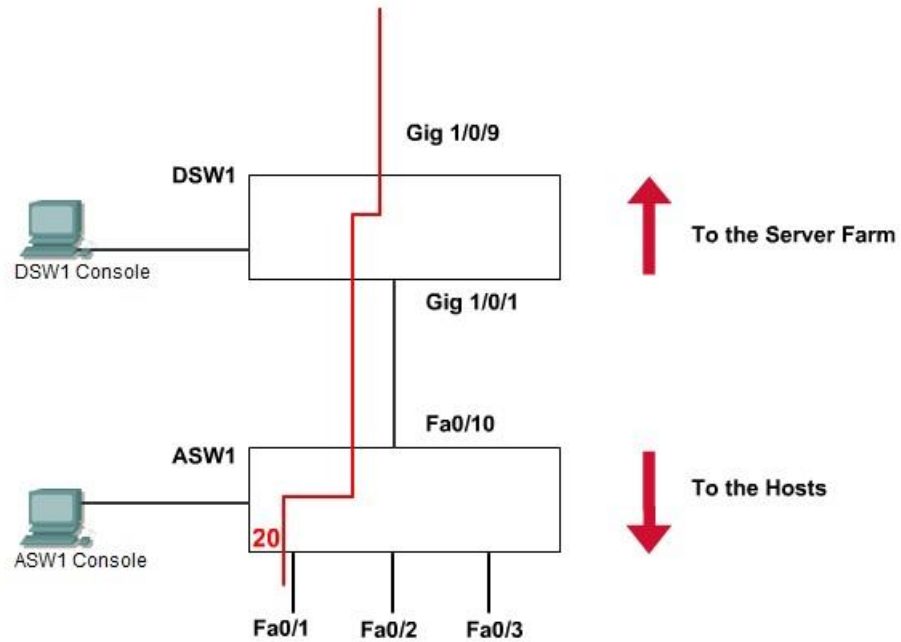 Gig 1/0/9
DSW1
To the Server Farm
DSW1 Console
Gig 1/0/1
Fa0/10
ASW1
To the Hosts
20
ASW1 Console
Fa0/1
Fa0/2
Fa0/3